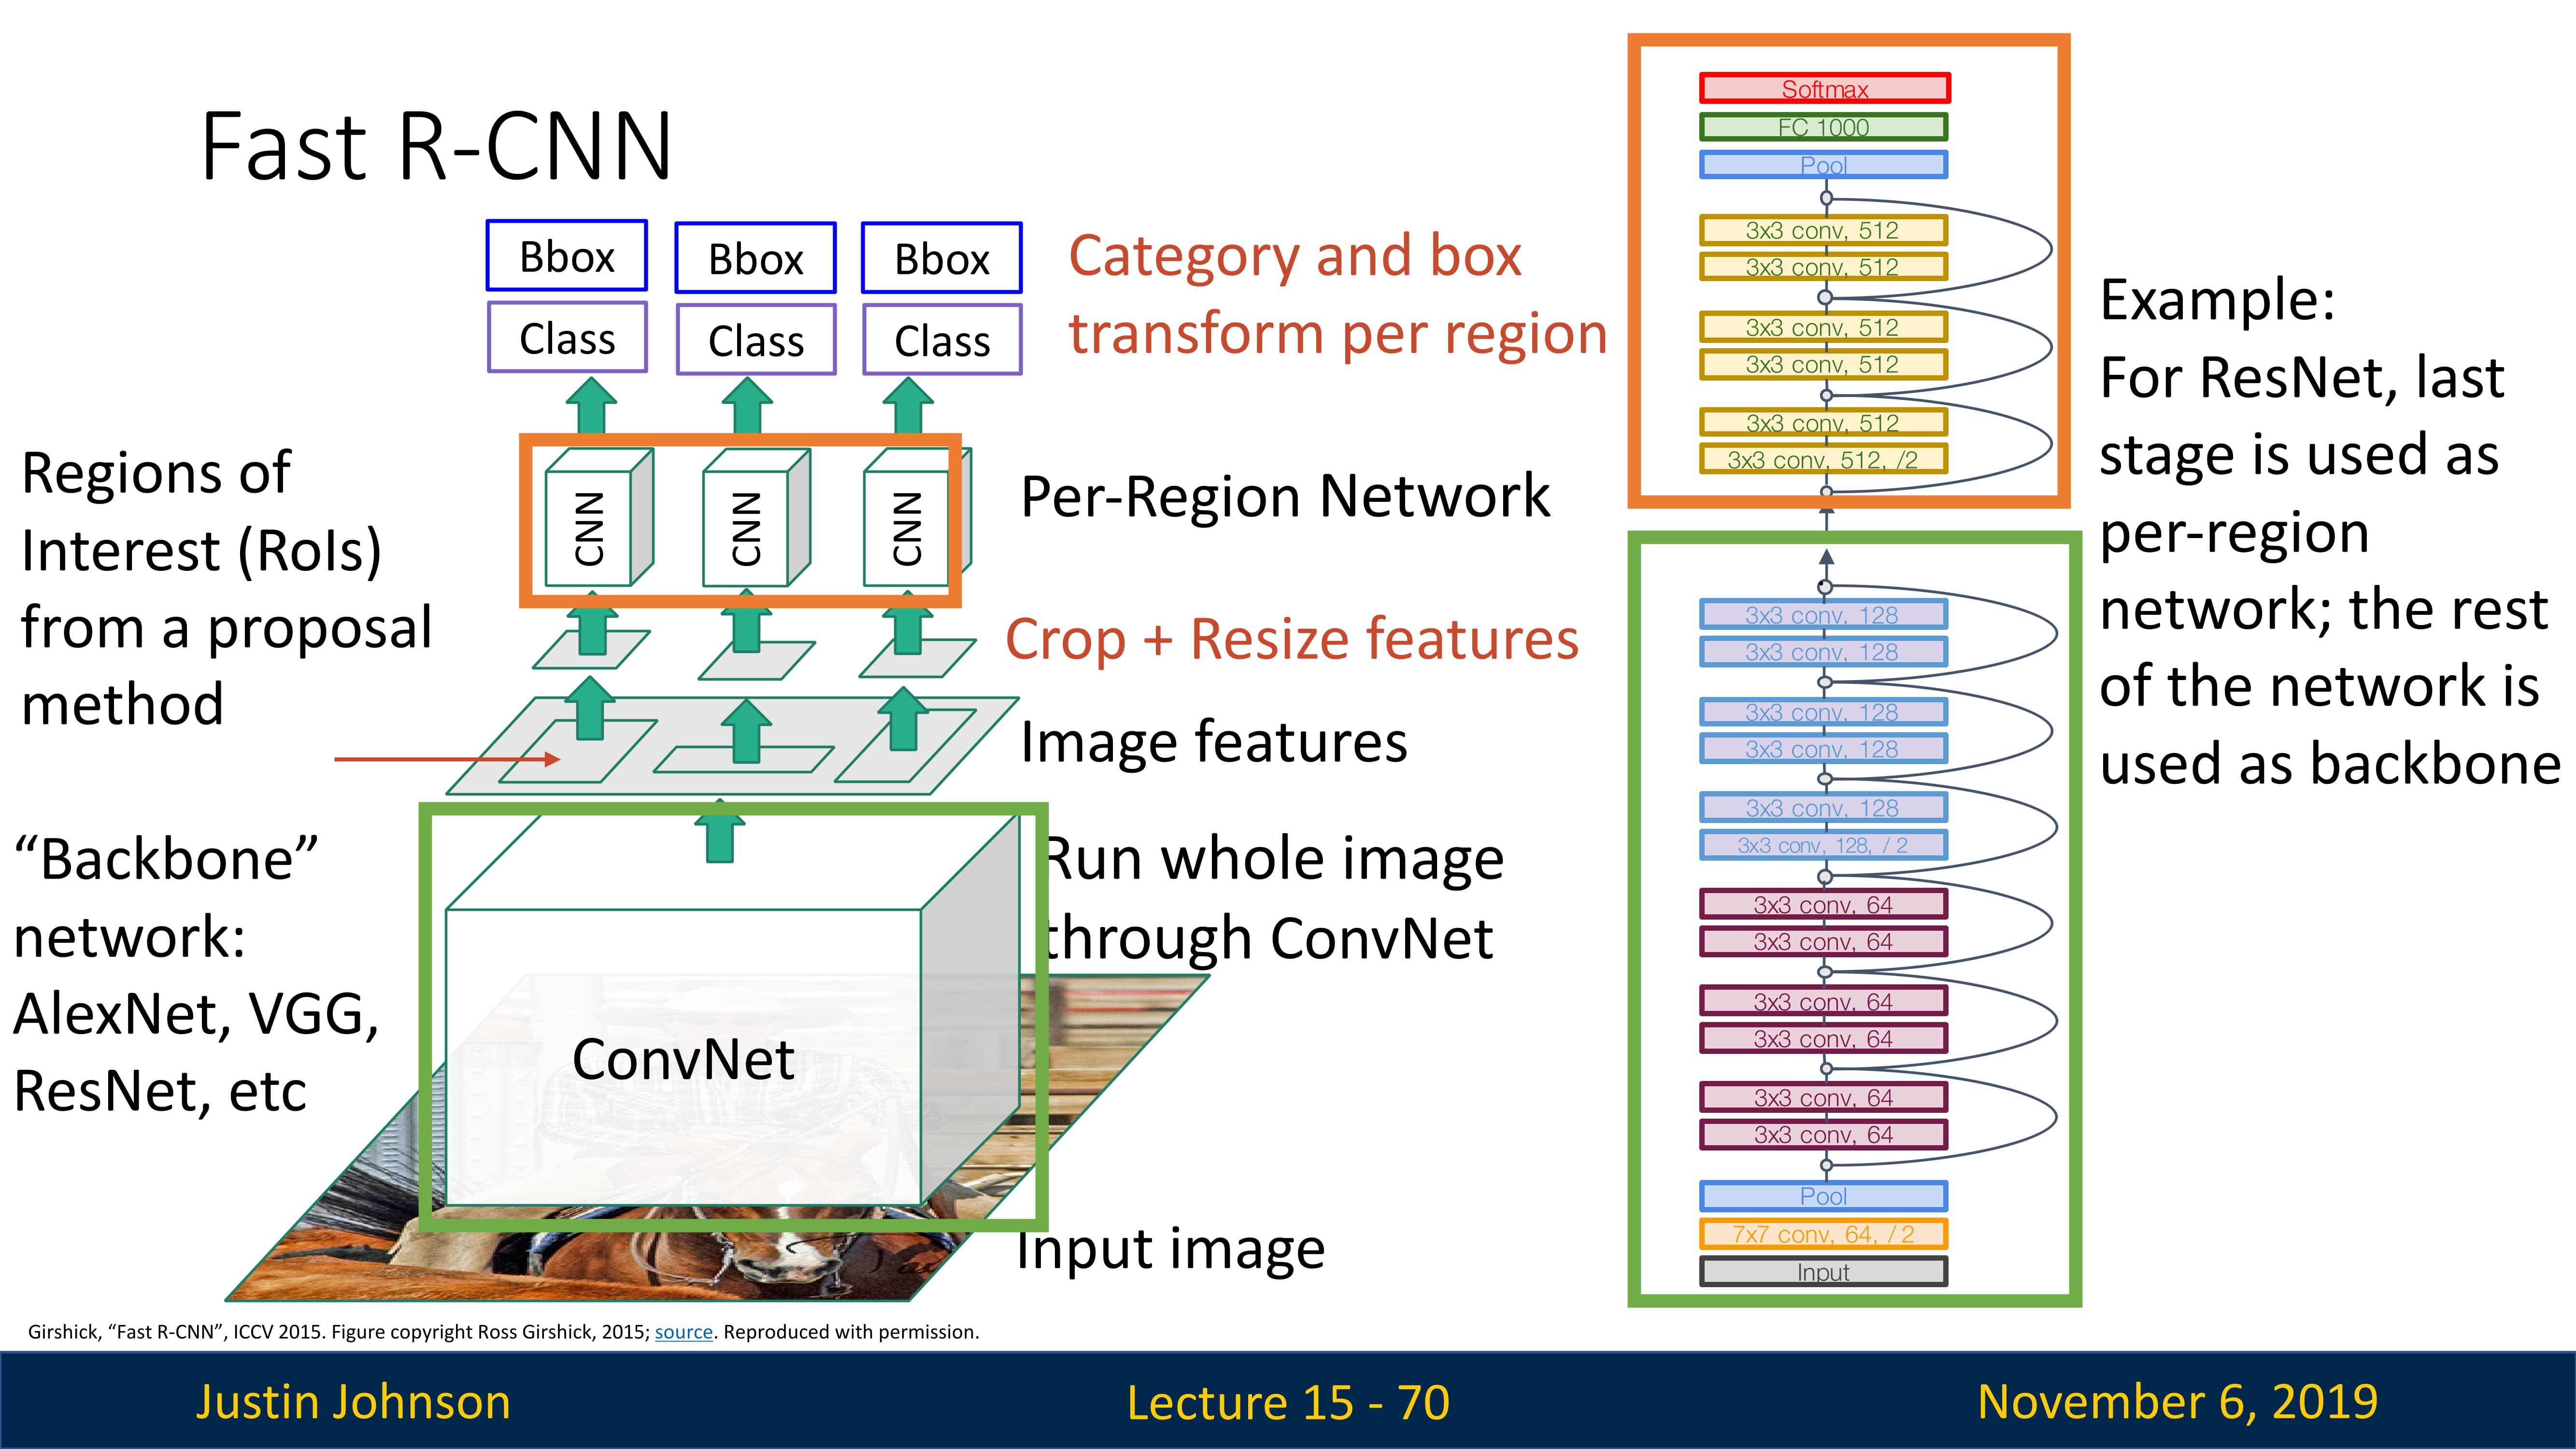 Fast R-CNN
Bbox
Bbox
Bbox
Class
Class
Class
Category and box
transform per region
Regions of
Interest (RoIs)
from a proposal
method
CNN
CNN
CNN
Per-Region Network
Crop + Resize features
Image features
“Backbone”
network:
AlexNet, VGG,
ResNet, etc
Run whole image
through ConvNet
ConvNet
Input image
Softmax
FC 1000
Pool
3x3 conv, 512
3x3 conv, 512
3x3 conv, 512
3x3 conv, 512
3x3 conv, 512
3x3 conv, 512, /2
3x3 conv, 128
3x3 conv, 128
3x3 conv, 128
3x3 conv, 128
3x3 conv, 128
3x3 conv, 128, / 2
3x3 conv, 64
3x3 conv, 64
3x3 conv, 64
3x3 conv, 64
3x3 conv, 64
3x3 conv, 64
Pool
7x7 conv, 64, / 2
Input
Example:
For ResNet, last
stage is used as
per-region
network; the rest
of the network is
used as backbone
Girshick, “Fast R-CNN”, ICCV 2015. Figure copyright Ross Girshick, 2015; source. Reproduced with permission.
Justin Johnson
Lecture 15 - 70
November 6, 2019